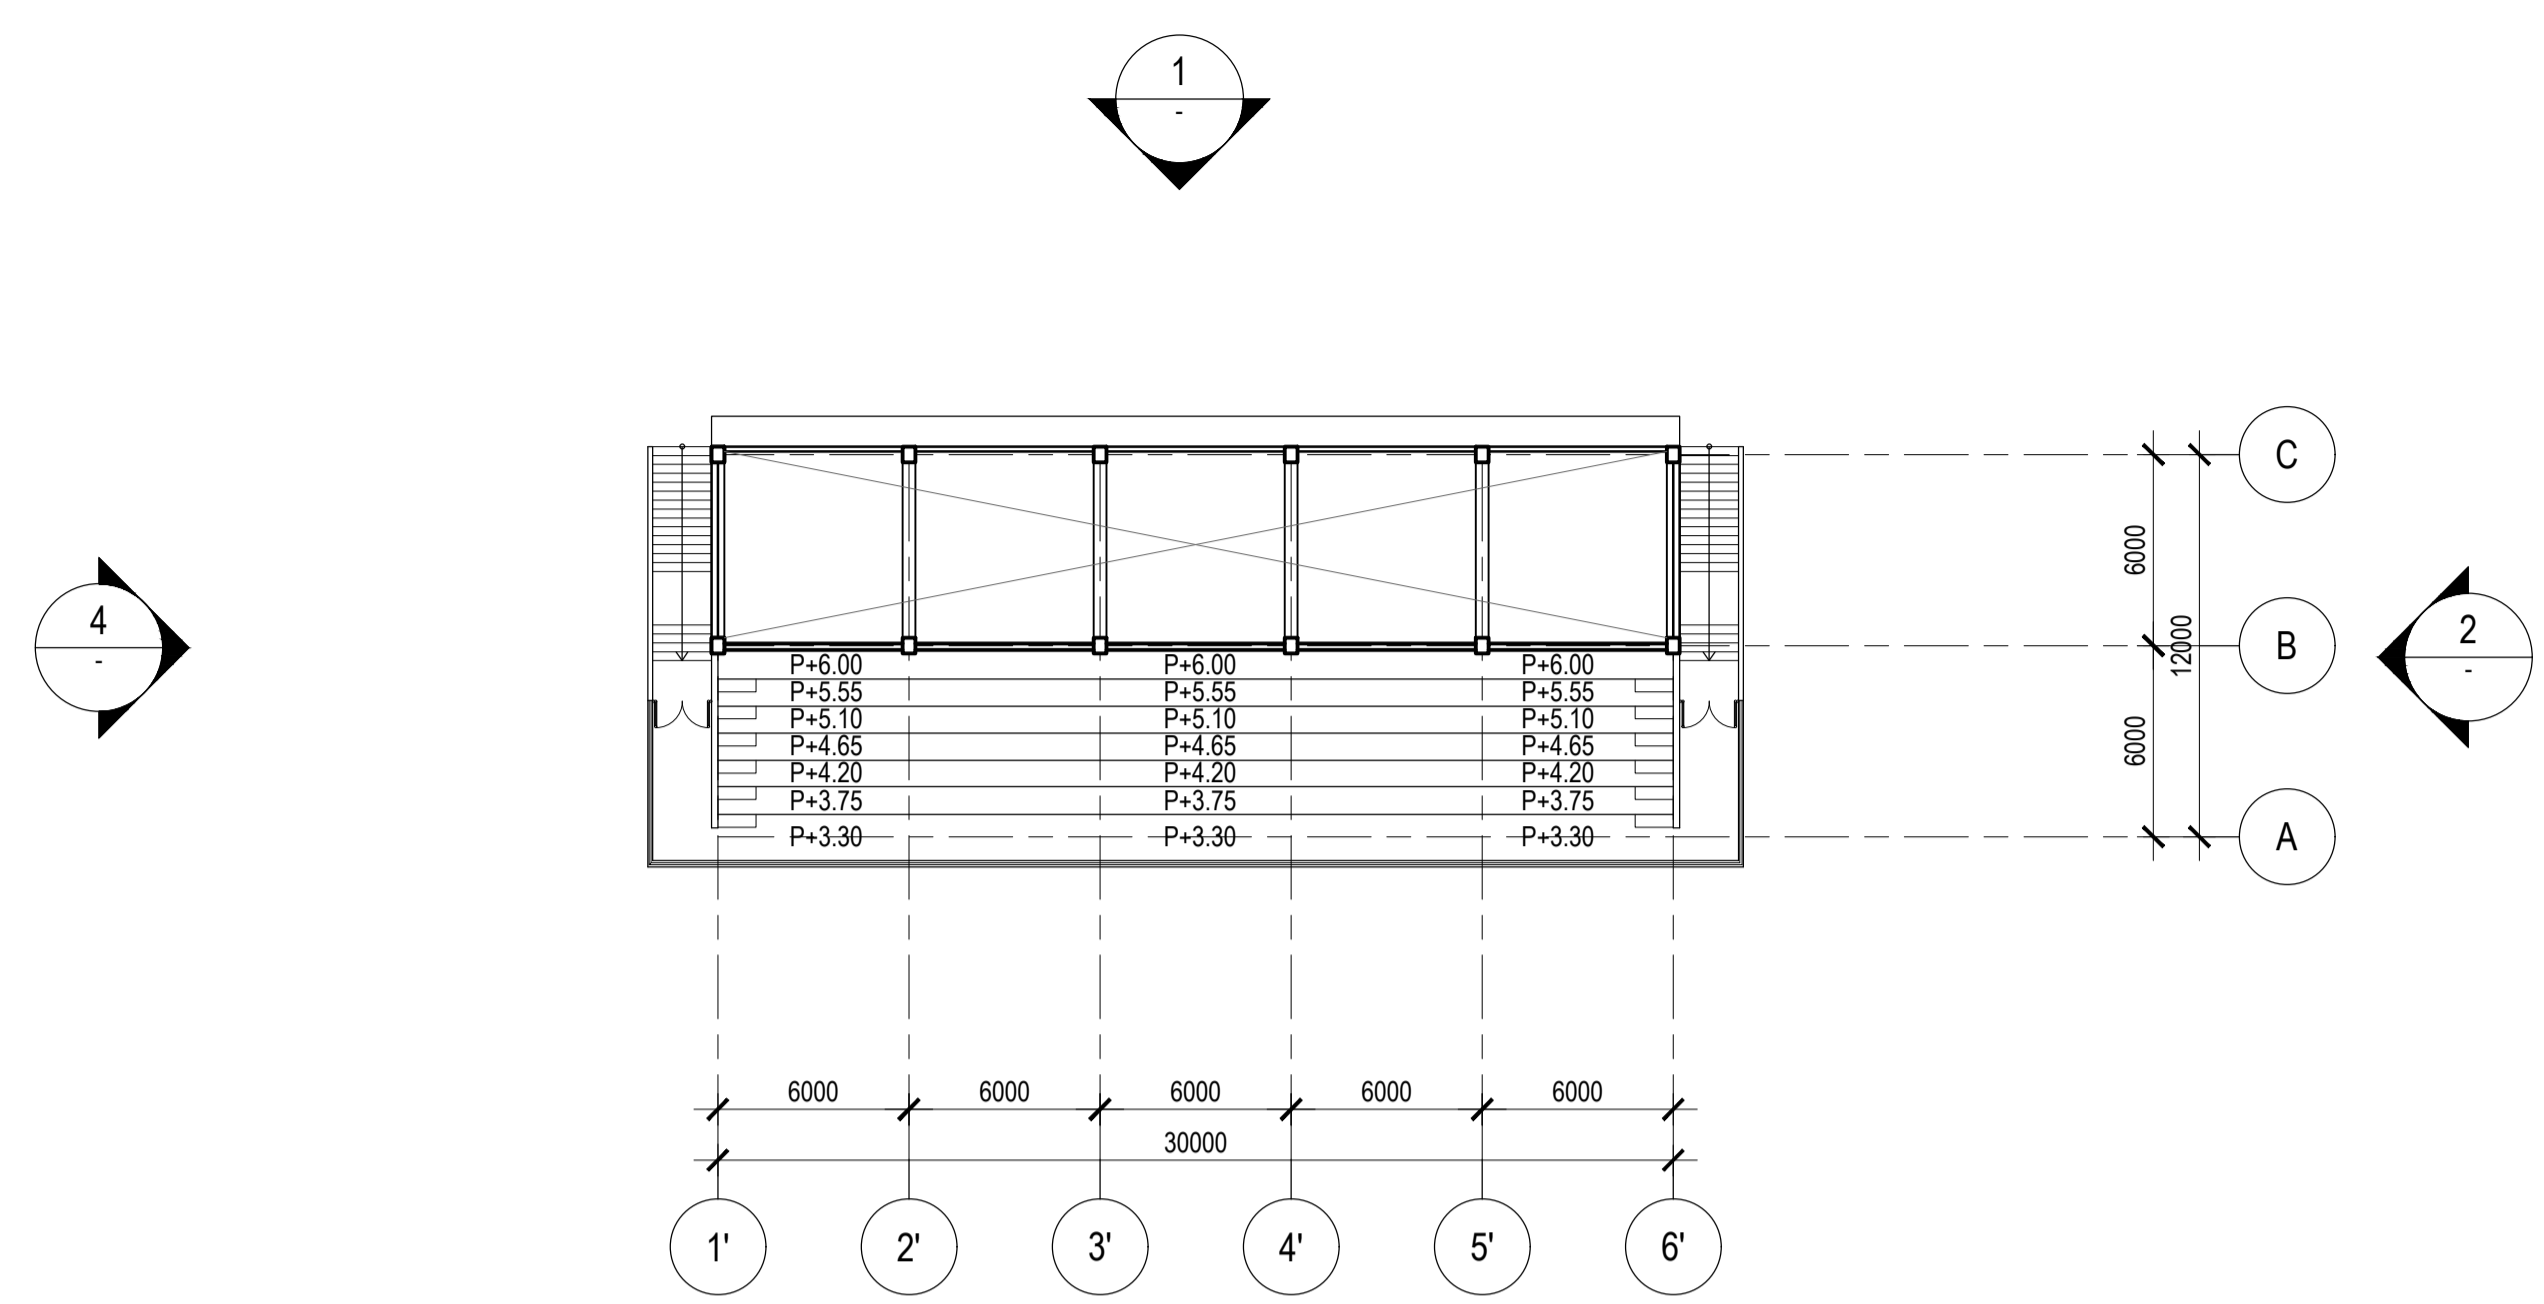 1
-
C
6000
4
-
2
-
B
12000
P+6.00 P+6.00 P+6.00
P+5.55 P+5.55 P+5.55
P+5.10 P+5.10 P+5.10
P+4.65 P+4.65 P+4.65
6000
P+4.20 P+4.20 P+4.20
P+3.75 P+3.75 P+3.75
P+3.30 P+3.30 P+3.30
A
6000 6000 6000 6000 6000
30000
1' 2' 3' 4' 5' 6'